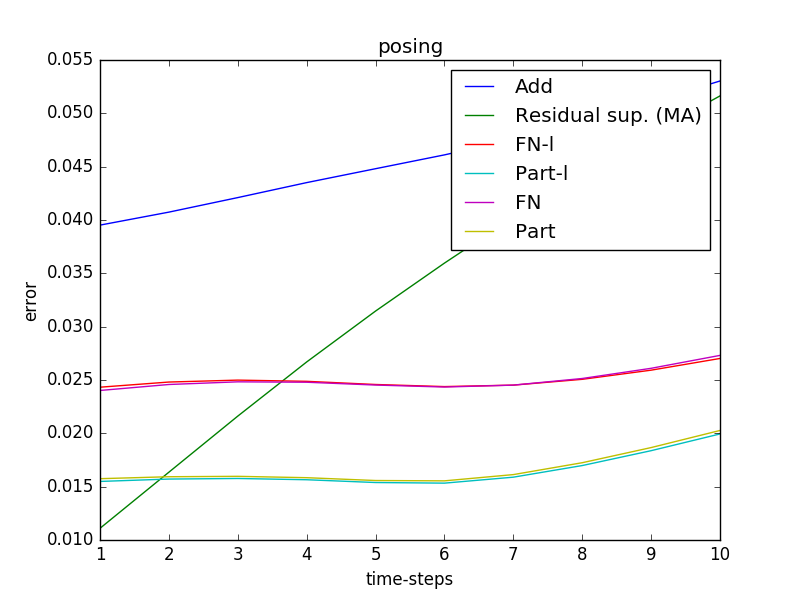 posing
0.055
0.050
0.045
0.040
0.035
0.030
0.025
0.020
0.015
0.010
error
Add
Residual sup. (MA)
FN-l
Part-l
FN
Part
1 2 3 4 5 6 7 8 9 10
time-steps